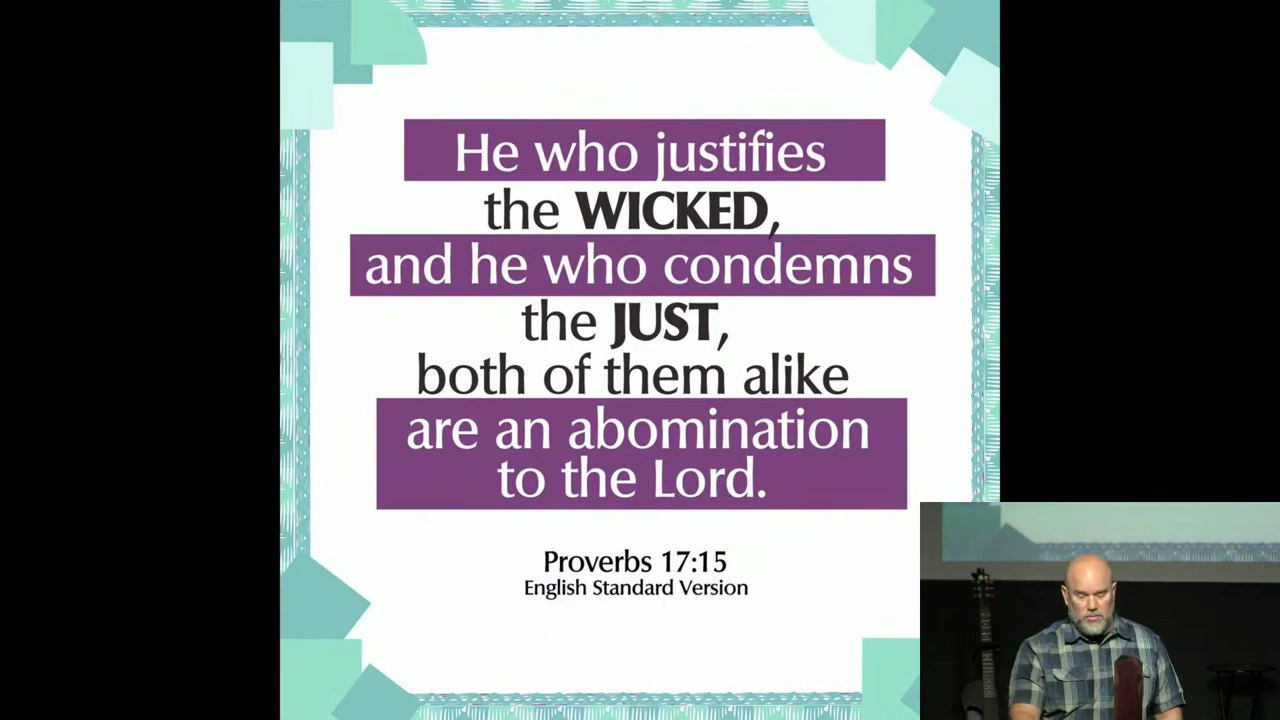 He who justifies
the WICKED,
and he who condemns
the JUST,
both of them alike
are an abomination
to the Lord.
Proverbs 17:15
English Standard Version